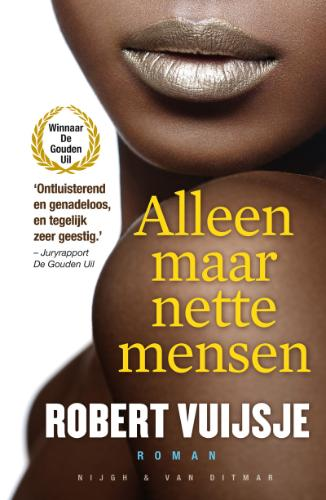 Winnaar
De
Gouden
Uil
‘Ontluisterend
en genadeloos,
en tegelijk
zeer geestig.’
– Juryrapport
De Gouden Uil
Alleen
maar
nette
mensen
ROBERT VUIJSJE
ROMAN
NIJGH & VAN DITMAR